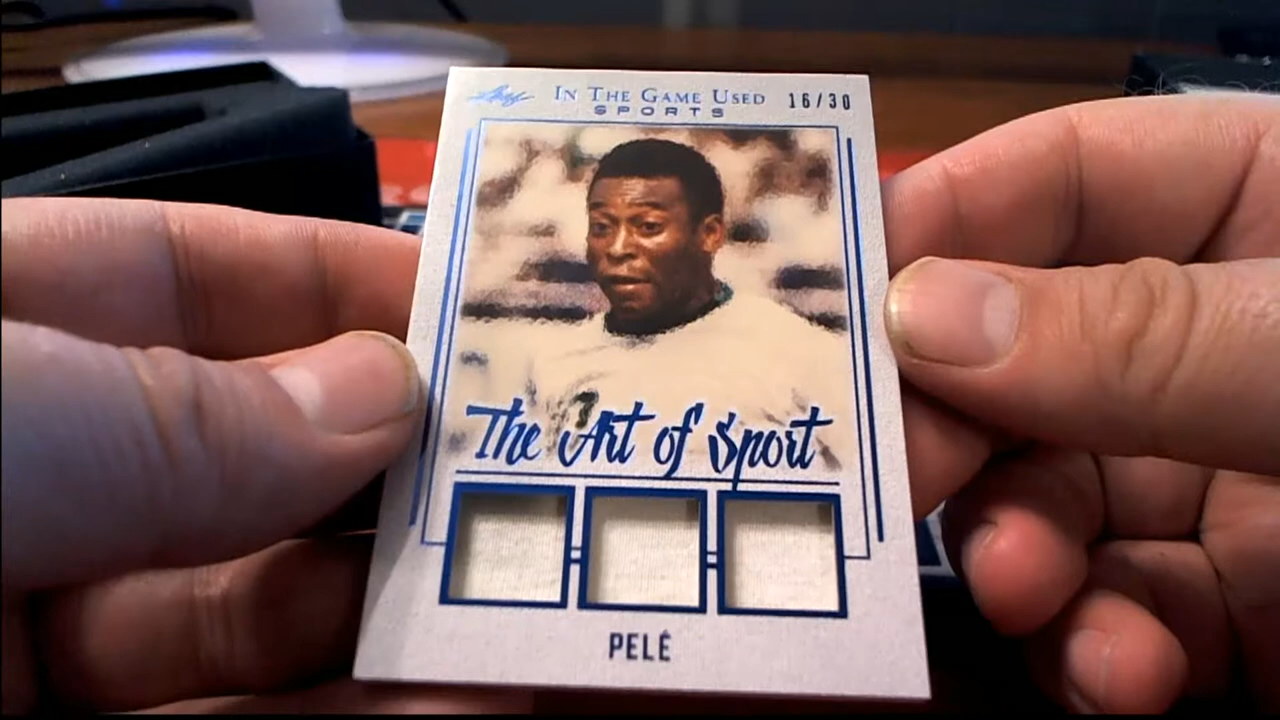 Leaf IN THE GAME USED 16/30
SPORTS
The Art of Sport
PELÉ